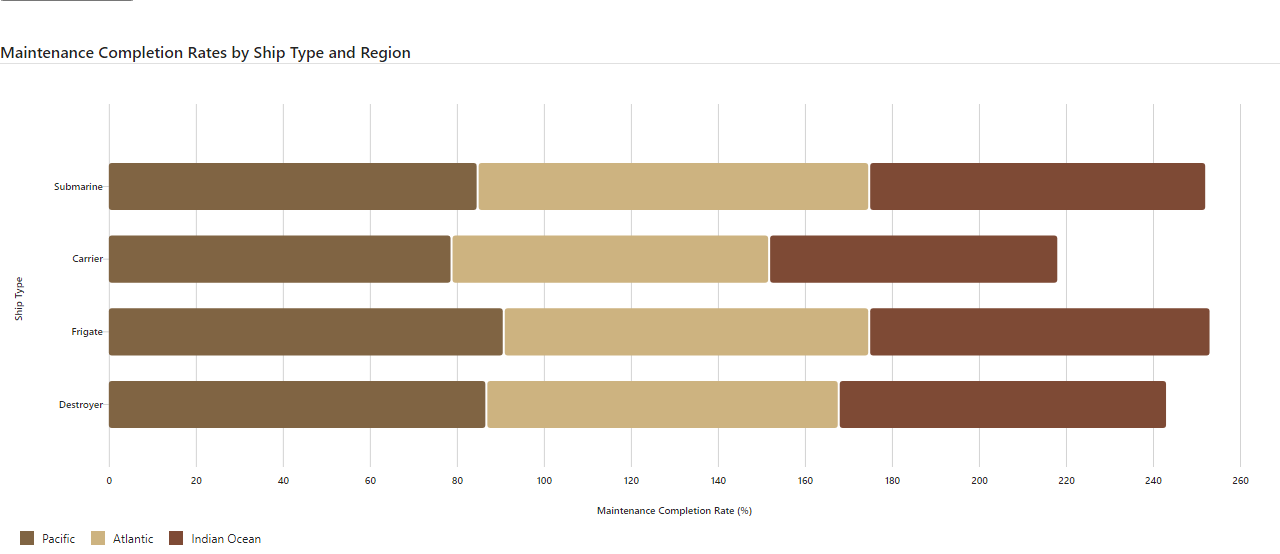 Maintenance Completion Rates by Ship Type and Region
Submarine
Carrier
Frigate
Destroyer
Ship Type
0 20 40 60 80 100 120 140 160 180 200 220 240 260
Maintenance Completion Rate (%)
Pacific Atlantic Indian Ocean